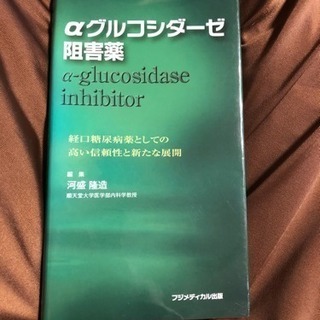 αグルコシダーゼ
阻害薬
α-glucosidase
inhibitor
経口糖尿病薬としての
高い信頼性と新たな展開
編集
河盛 隆造
順天堂大学医学部内科学教授
フジメディカル出版